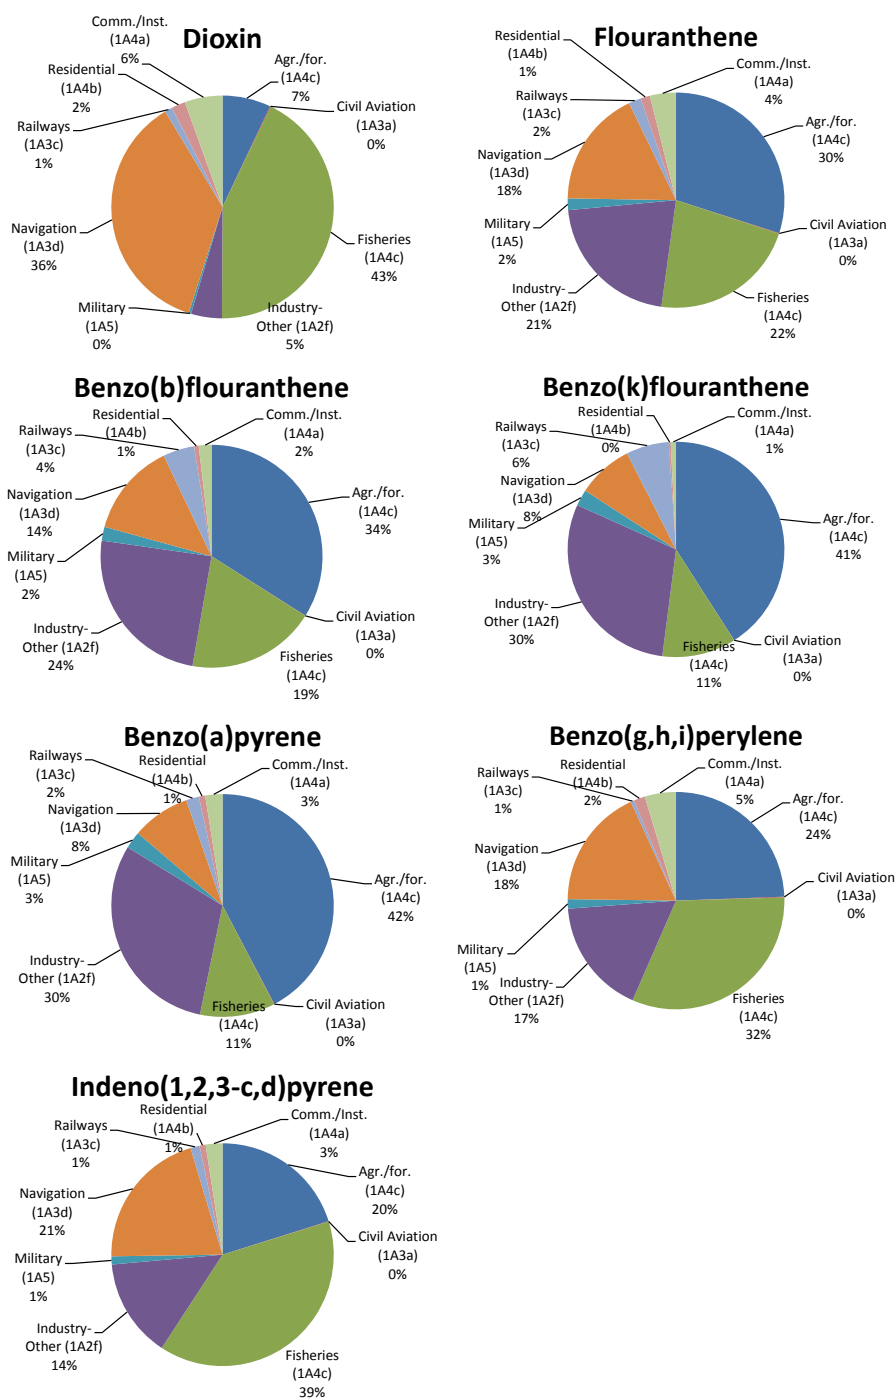 Dioxin
Comm./Inst.
(1A4a)
6%
Agr./for.
(1A4c)
7%
Residential
(1A4b)
2%
Civil Aviation
(1A3a)
0%
Railways
(1A3c)
1%
Navigation
(1A3d)
36%
Fisheries
(1A4c)
43%
Military
(1A5)
0%
Industry-
Other (1A2f)
5%
Flouranthene
Residential
(1A4b)
1%
Comm./Inst.
(1A4a)
4%
Railways
(1A3c)
2%
Agr./for.
(1A4c)
30%
Navigation
(1A3d)
18%
Military
(1A5)
2%
Civil Aviation
(1A3a)
0%
Industry-
Other (1A2f)
21%
Fisheries
(1A4c)
22%
Benzo(b)flouranthene
Residential
(1A4b)
1%
Comm./Inst.
(1A4a)
2%
Railways
(1A3c)
4%
Agr./for.
(1A4c)
34%
Navigation
(1A3d)
14%
Military
(1A5)
2%
Civil Aviation
(1A3a)
0%
Industry-
Other (1A2f)
24%
Fisheries
(1A4c)
19%
Benzo(k)flouranthene
Residential
(1A4b)
0%
Comm./Inst.
(1A4a)
1%
Railways
(1A3c)
6%
Navigation
(1A3d)
8%
Agr./for.
(1A4c)
41%
Military
(1A5)
3%
Industry-
Other (1A2f)
30%
Fisheries
(1A4c)
11%
Civil Aviation
(1A3a)
0%
Benzo(a)pyrene
Railways
(1A3c)
2%
Residential
(1A4b)
1%
Comm./Inst.
(1A4a)
3%
Navigation
(1A3d)
8%
Military
(1A5)
3%
Agr./for.
(1A4c)
42%
Industry-
Other (1A2f)
30%
Fisheries
(1A4c)
11%
Civil Aviation
(1A3a)
0%
Benzo(g,h,i)perylene
Railways
(1A3c)
1%
Residential
(1A4b)
2%
Comm./Inst.
(1A4a)
5%
Agr./for.
(1A4c)
24%
Navigation
(1A3d)
18%
Civil Aviation
(1A3a)
0%
Military
(1A5)
1%
Industry-
Other (1A2f)
17%
Fisheries
(1A4c)
32%
Indeno(1,2,3-c,d)pyrene
Residential
(1A4b)
1%
Comm./Inst.
(1A4a)
3%
Railways
(1A3c)
1%
Agr./for.
(1A4c)
20%
Navigation
(1A3d)
21%
Civil Aviation
(1A3a)
0%
Military
(1A5)
1%
Industry-
Other (1A2f)
14%
Fisheries
(1A4c)
39%